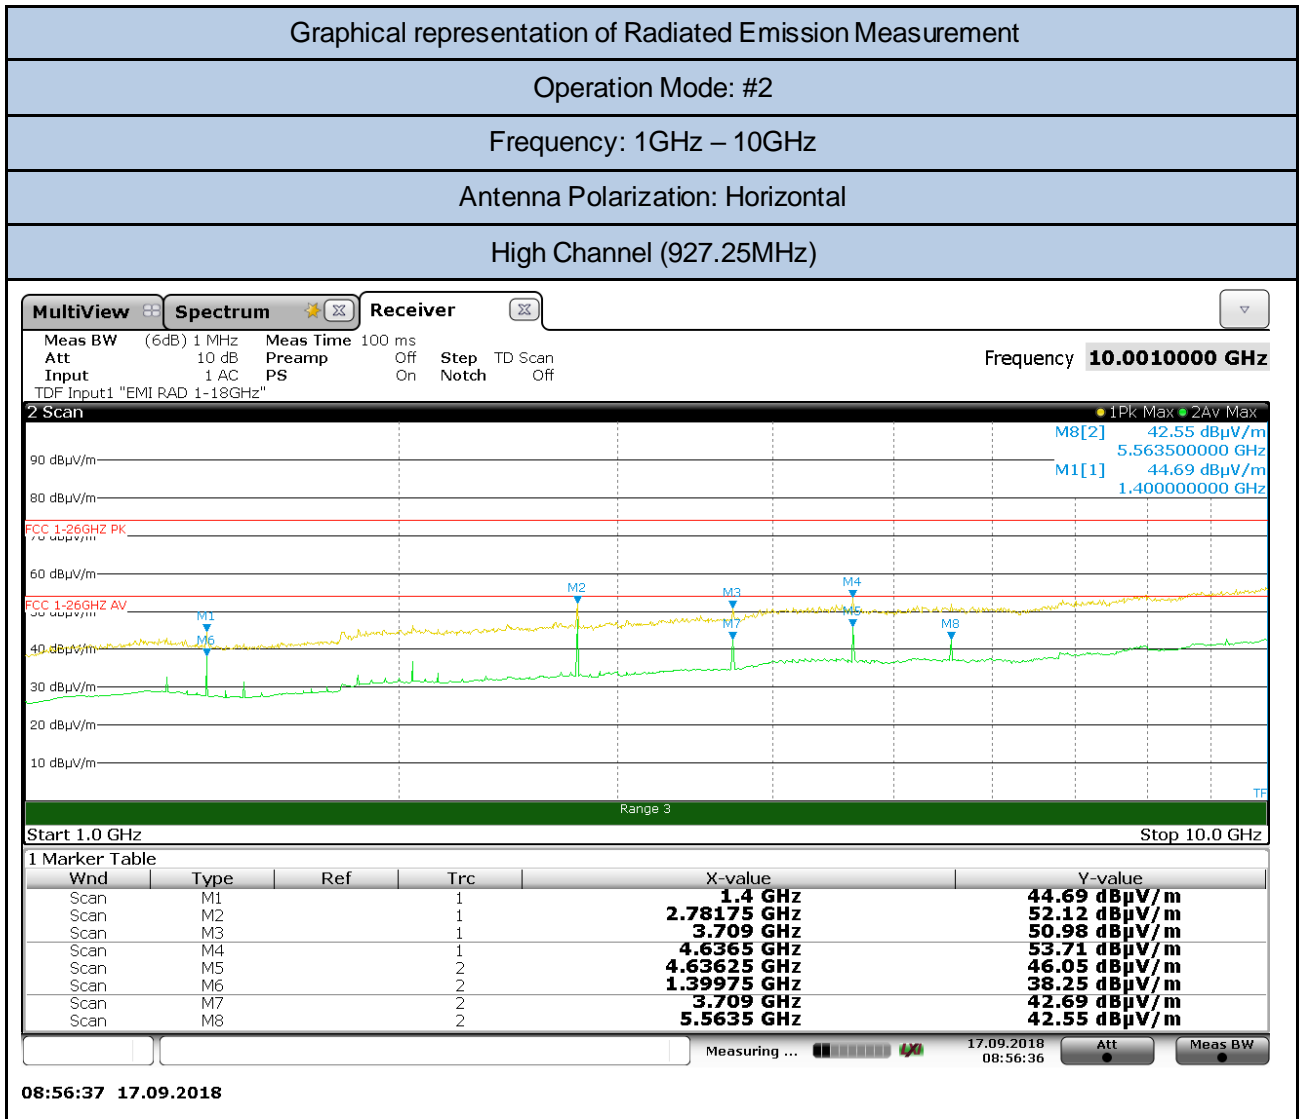 Graphical representation of Radiated Emission Measurement
Operation Mode: #2
Frequency: 1GHz – 10GHz
Antenna Polarization: Horizontal
High Channel (927.25MHz)
MultiView Spectrum Receiver
Meas BW (6dB) 1 MHz Meas Time 100 ms
Att 10 dB Preamp Off Step TD Scan
Input 1 AC PS On Notch Off
Frequency 10.0010000 GHz
TDF Input1 "EMI RAD 1-18GHz"
2 Scan 1Pk Max 2Av Max
M8[2] 42.55 dBµV/m
5.563500000 GHz
M1[1] 44.69 dBµV/m
1.400000000 GHz
90 dBµV/m
80 dBµV/m
FCC 1-26GHZ PK
70 dBµV/m
60 dBµV/m
FCC 1-26GHZ AV
50 dBµV/m
M1 M2 M3 M4
M6 M7 M5 M8
40 dBµV/m
30 dBµV/m
20 dBµV/m
10 dBµV/m
TF
Range 3
Start 1.0 GHz Stop 10.0 GHz
1 Marker Table
Wnd Type Ref Trc X-value Y-value
Scan M1 1 1.4 GHz 44.69 dBµV/m
Scan M2 1 2.78175 GHz 52.12 dBµV/m
Scan M3 1 3.709 GHz 50.98 dBµV/m
Scan M4 1 4.6365 GHz 53.71 dBµV/m
Scan M5 2 4.63625 GHz 46.05 dBµV/m
Scan M6 2 1.39975 GHz 38.25 dBµV/m
Scan M7 2 3.709 GHz 42.69 dBµV/m
Scan M8 2 5.5635 GHz 42.55 dBµV/m
Measuring ... LXI 17.09.2018 Att Meas BW
08:56:36
08:56:37 17.09.2018